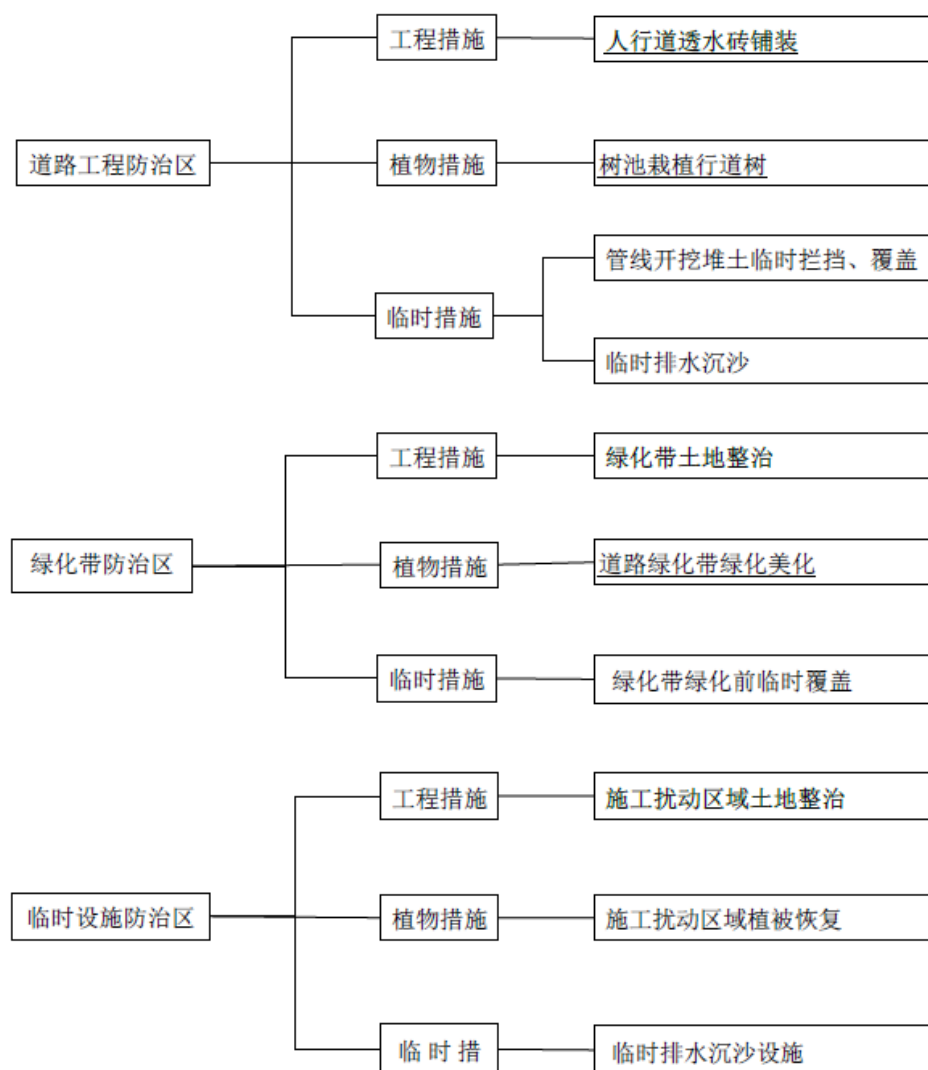 工程措施
人行道透水砖铺装
道路工程防治区
植物措施
树池栽植行道树
管线开挖堆土临时拦挡、覆盖
临时措施
临时排水沉沙
工程措施
绿化带土地整治
绿化带防治区
植物措施
道路绿化带绿化美化
临时措施
绿化带绿化前临时覆盖
工程措施
施工扰动区域土地整治
临时设施防治区
植物措施
施工扰动区域植被恢复
临时措
临时排水沉沙设施